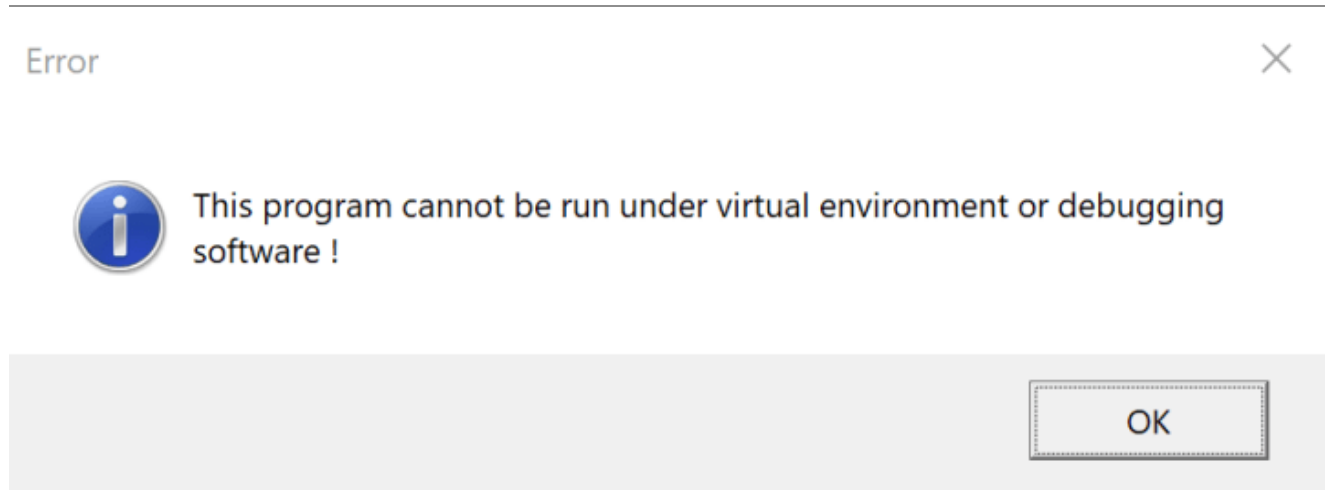 Error
This program cannot be run under virtual environment or debugging
software !
OK